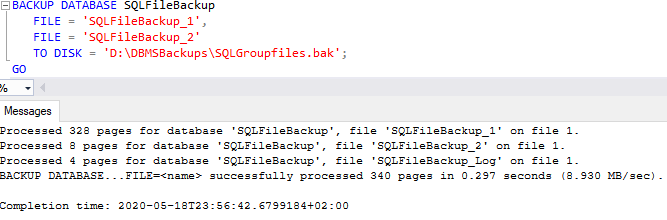 BACKUP DATABASE SQLFileBackup
FILE = 'SQLFileBackup_1',
FILE = 'SQLFileBackup_2'
TO DISK = 'D:\DBMSBackups\SQLGroupfiles.bak';
GO
%
Messages
Processed 328 pages for database 'SQLFileBackup', file 'SQLFileBackup_1' on file 1.
Processed 8 pages for database 'SQLFileBackup', file 'SQLFileBackup_2' on file 1.
Processed 4 pages for database 'SQLFileBackup', file 'SQLFileBackup_Log' on file 1.
BACKUP DATABASE...FILE=<name> successfully processed 340 pages in 0.297 seconds (8.930 MB/sec).
Completion time: 2020-05-18T23:56:42.6799184+02:00